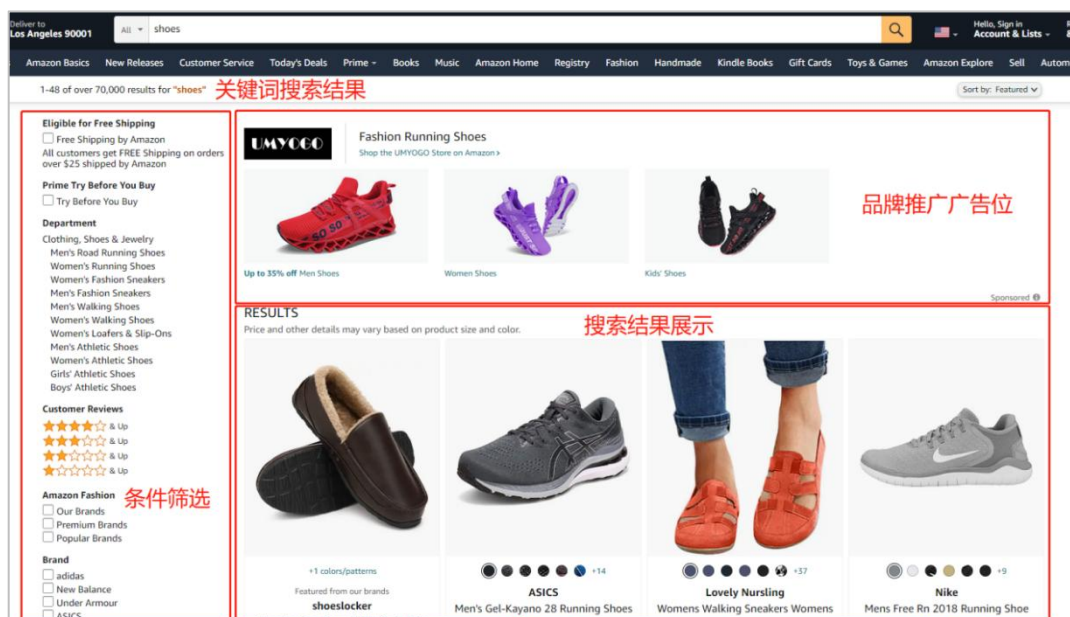 Deliver to
Los Angeles 90001
All
shoes
Hello, Sign in
Account & Lists
Amazon Basics New Releases Customer Service Today's Deals Prime Books Music Amazon Home Registry Fashion Handmade Kindle Books Gift Cards Toys & Games Amazon Explore Sell Autom
1-48 of over 70,000 results for "shoes"
关键词搜索结果
Sort by: Featured
Eligible for Free Shipping
Free Shipping by Amazon
All customers get FREE Shipping on orders
over $25 shipped by Amazon
Prime Try Before You Buy
Try Before You Buy
Department
Clothing, Shoes & Jewelry
Men's Road Running Shoes
Women's Running Shoes
Women's Fashion Sneakers
Men's Fashion Sneakers
Men's Walking Shoes
Women's Walking Shoes
Women's Loafers & Slip-Ons
Men's Athletic Shoes
Women's Athletic Shoes
Girls' Athletic Shoes
Boys' Athletic Shoes
Customer Reviews
& Up
& Up
& Up
& Up
Amazon Fashion
条件筛选
Our Brands
Premium Brands
Popular Brands
Brand
adidas
New Balance
Under Armour
ASICS
UMYOGO
Fashion Running Shoes
Shop the UMYOGO Store on Amazon ›
SO SO
品牌推广广告位
Up to 35% off Men Shoes
Women Shoes
Kids' Shoes
Sponsored
RESULTS
Price and other details may vary based on product size and color.
搜索结果展示
+1 colors/patterns
Featured from our brands
shoeslocker
+14
ASICS
Men's Gel-Kayano 28 Running Shoes
+37
Lovely Nursling
Womens Walking Sneakers Womens
+9
Nike
Mens Free Rn 2018 Running Shoe